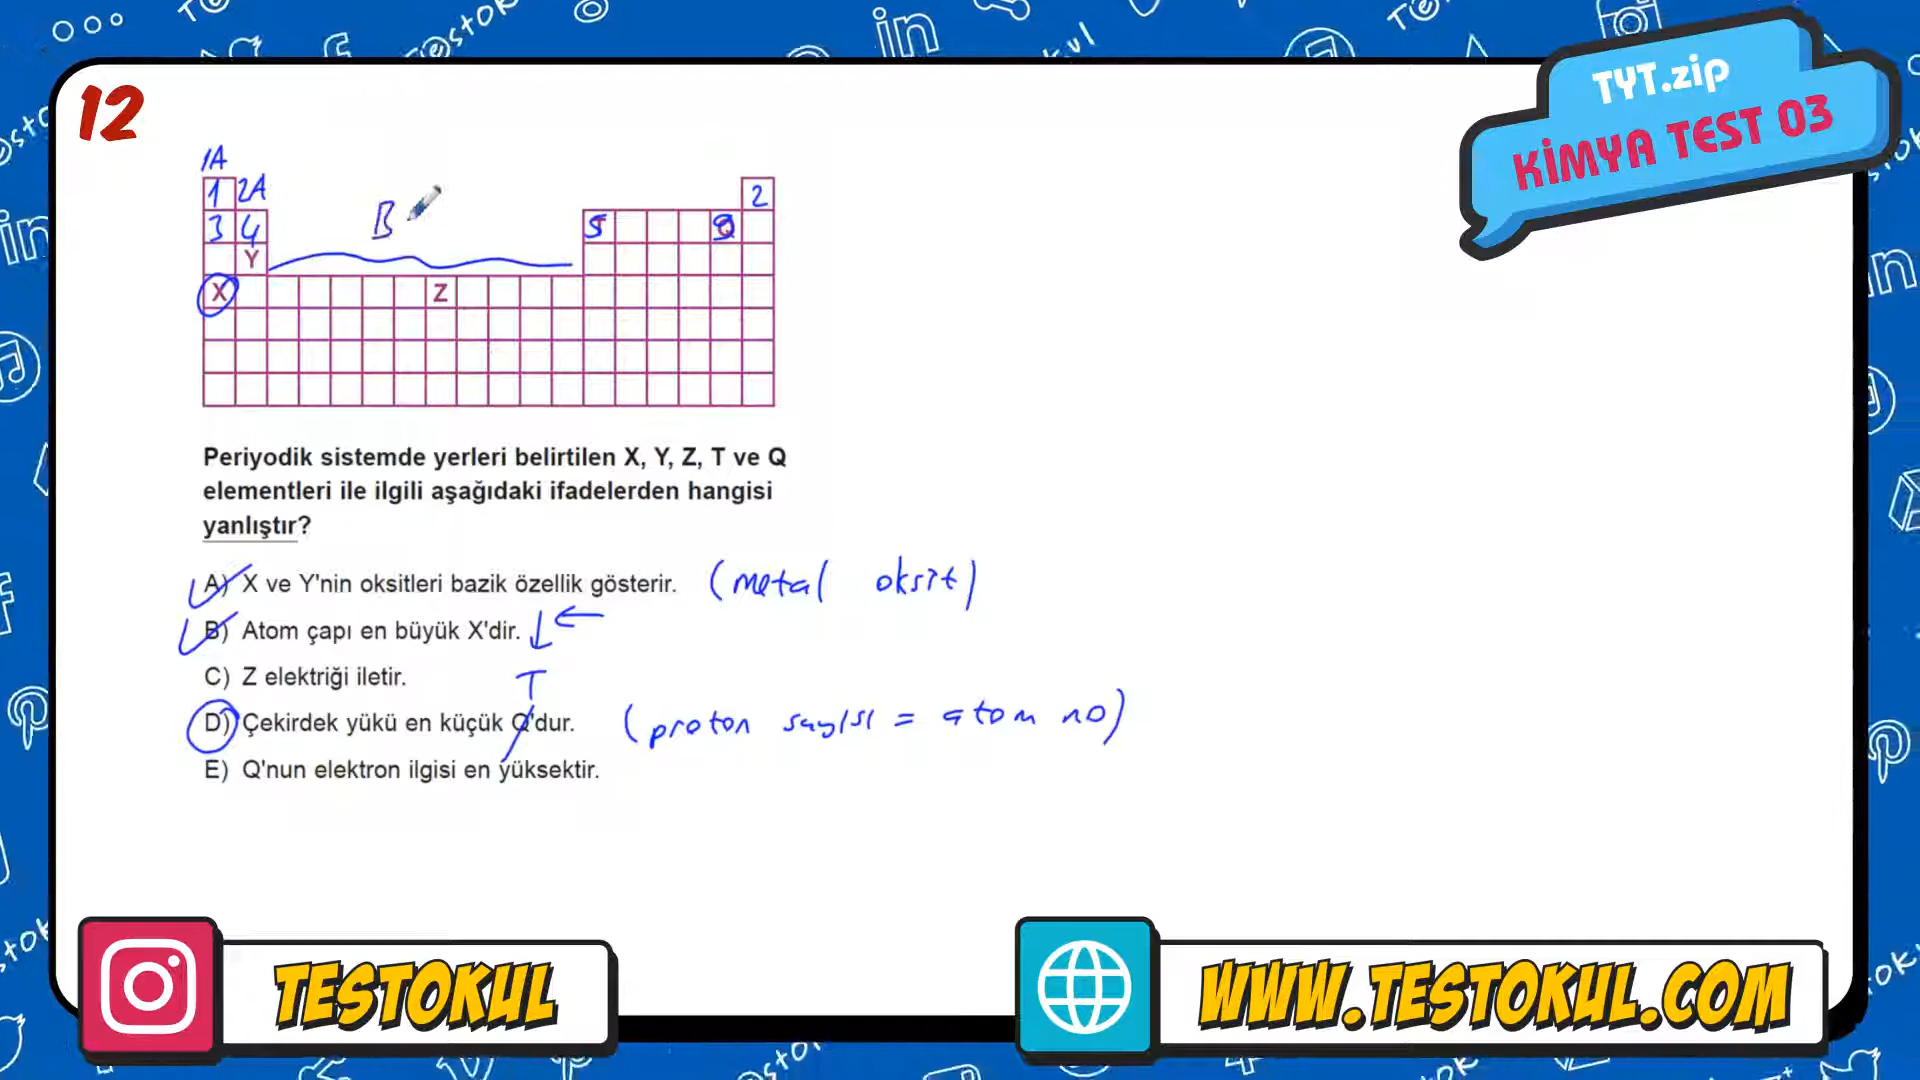 TYT.zip
KİMYA TEST 03
12
1A
1 2A 2
3 4 5 9
B
Y
X Z
Periyodik sistemde yerleri belirtilen X, Y, Z, T ve Q
elementleri ile ilgili aşağıdaki ifadelerden hangisi
yanlıştır?
A) X ve Y'nin oksitleri bazik özellik gösterir. (metal oksit)
B) Atom çapı en büyük X'dir.
C) Z elektriği iletir.
T
D) Çekirdek yükü en küçük Q'dur. (proton sayısı = atom no)
E) Q'nun elektron ilgisi en yüksektir.
TESTOKUL
WWW.TESTOKUL.COM